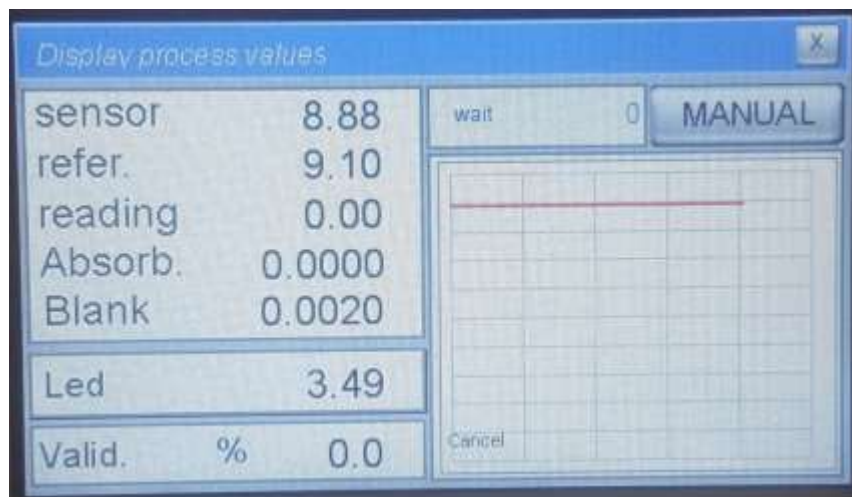 Display process values X
sensor 8.88
refer. 9.10
reading 0.00
Absorb. 0.0000
Blank 0.0020
Led 3.49
Valid. % 0.0
wait 0 MANUAL
Cancel